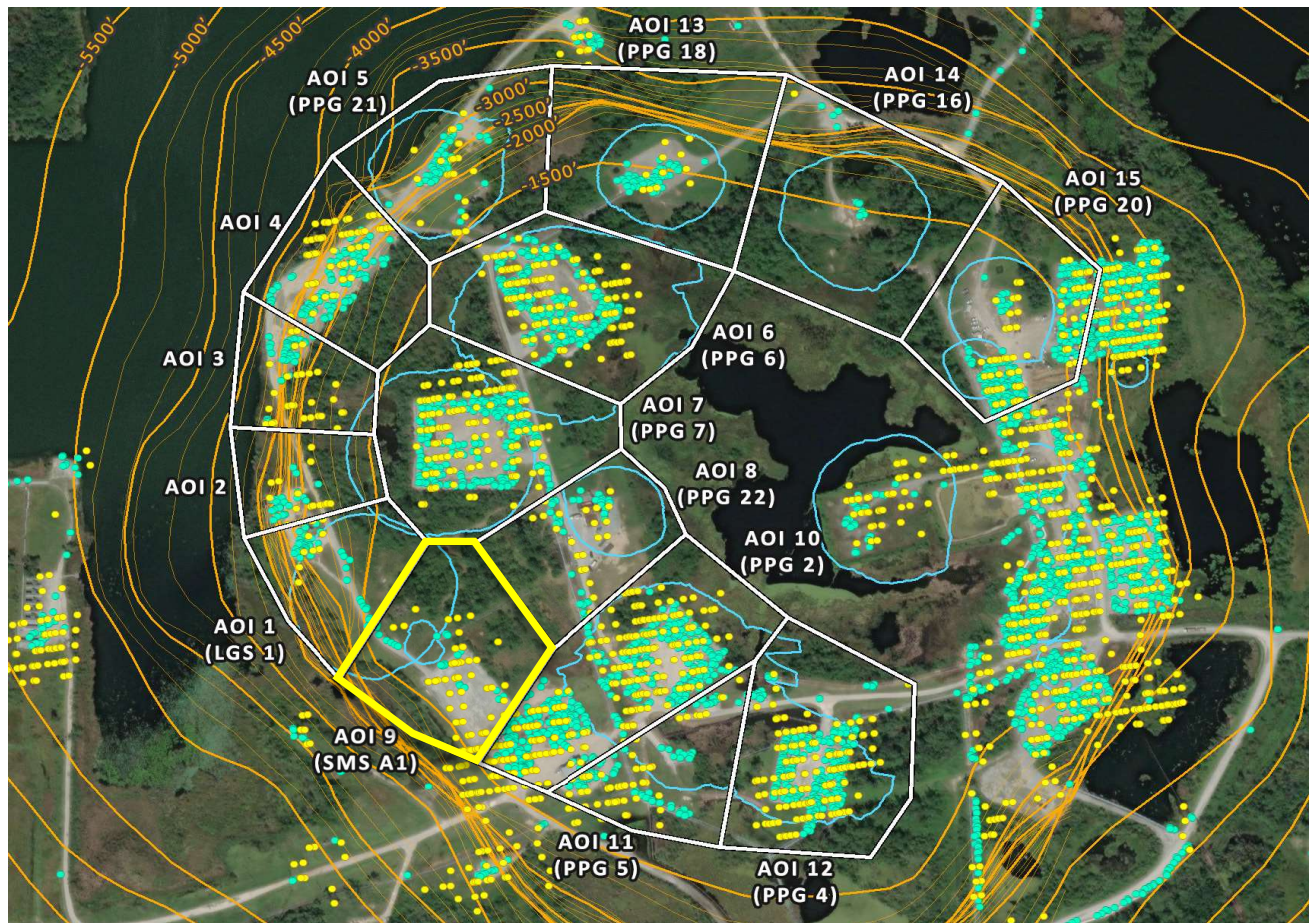 -5500'
-5000'
-4500'
-4000'
-3500'
-3000'
-2500'
-2000'
-1500'
AOI 13
(PPG 18)
AOI 5
(PPG 21)
AOI 14
(PPG 16)
AOI 15
(PPG 20)
AOI 4
AOI 3
AOI 6
(PPG 6)
AOI 7
(PPG 7)
AOI 2
AOI 8
(PPG 22)
AOI 10
(PPG 2)
AOI 1
(LGS 1)
AOI 9
(SMS A1)
AOI 11
(PPG 5)
AOI 12
(PPG 4)